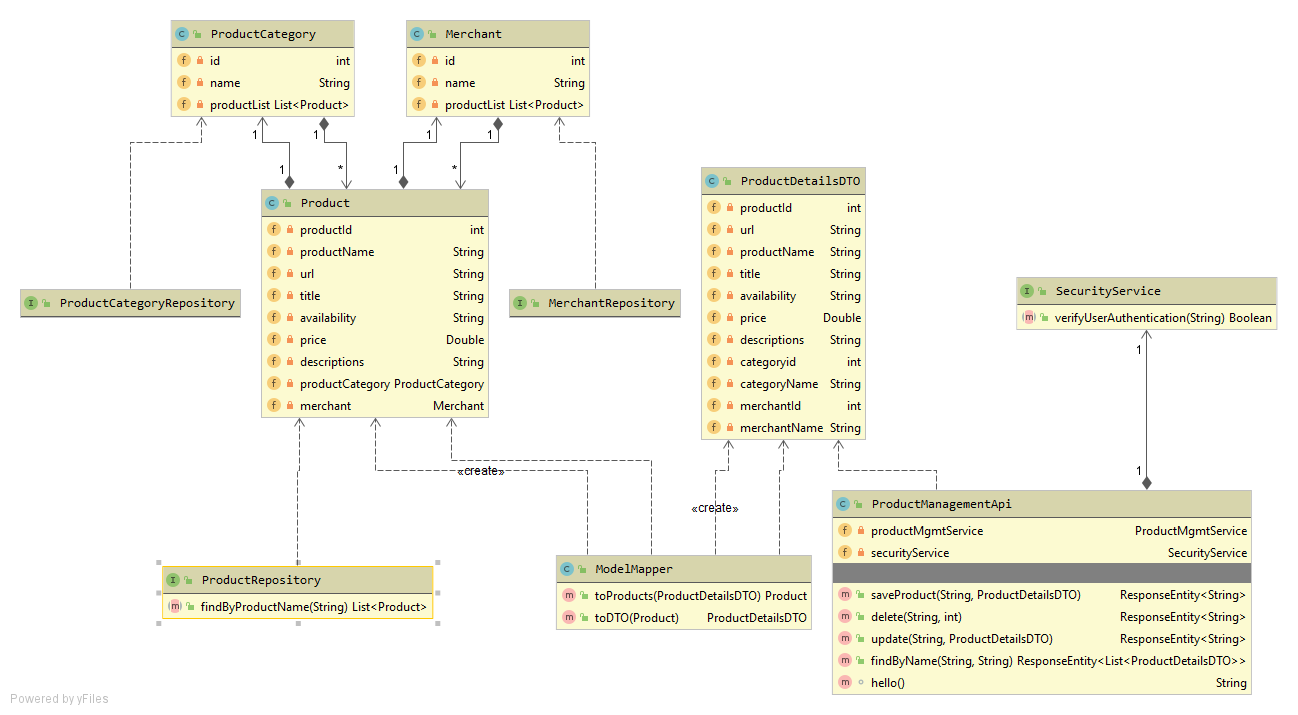 ProductCategory
id int
name String
productList List<Product>
Merchant
id int
name String
productList List<Product>
1
1
1
1
1
*
1
*
Product
productId int
productName String
url String
title String
availability String
price Double
descriptions String
productCategory ProductCategory
merchant Merchant
ProductDetailsDTO
productId int
url String
productName String
title String
availability String
price Double
descriptions String
categoryid int
categoryName String
merchantId int
merchantName String
ProductCategoryRepository
MerchantRepository
SecurityService
verifyUserAuthentication(String) Boolean
1
1
«create»
«create»
ProductManagementApi
productMgmtService ProductMgmtService
securityService SecurityService
saveProduct(String, ProductDetailsDTO) ResponseEntity<String>
delete(String, int) ResponseEntity<String>
update(String, ProductDetailsDTO) ResponseEntity<String>
findByName(String, String) ResponseEntity<List<ProductDetailsDTO>>
hello() String
ProductRepository
findByProductName(String) List<Product>
ModelMapper
toProducts(ProductDetailsDTO) Product
toDTO(Product) ProductDetailsDTO
Powered by yFiles